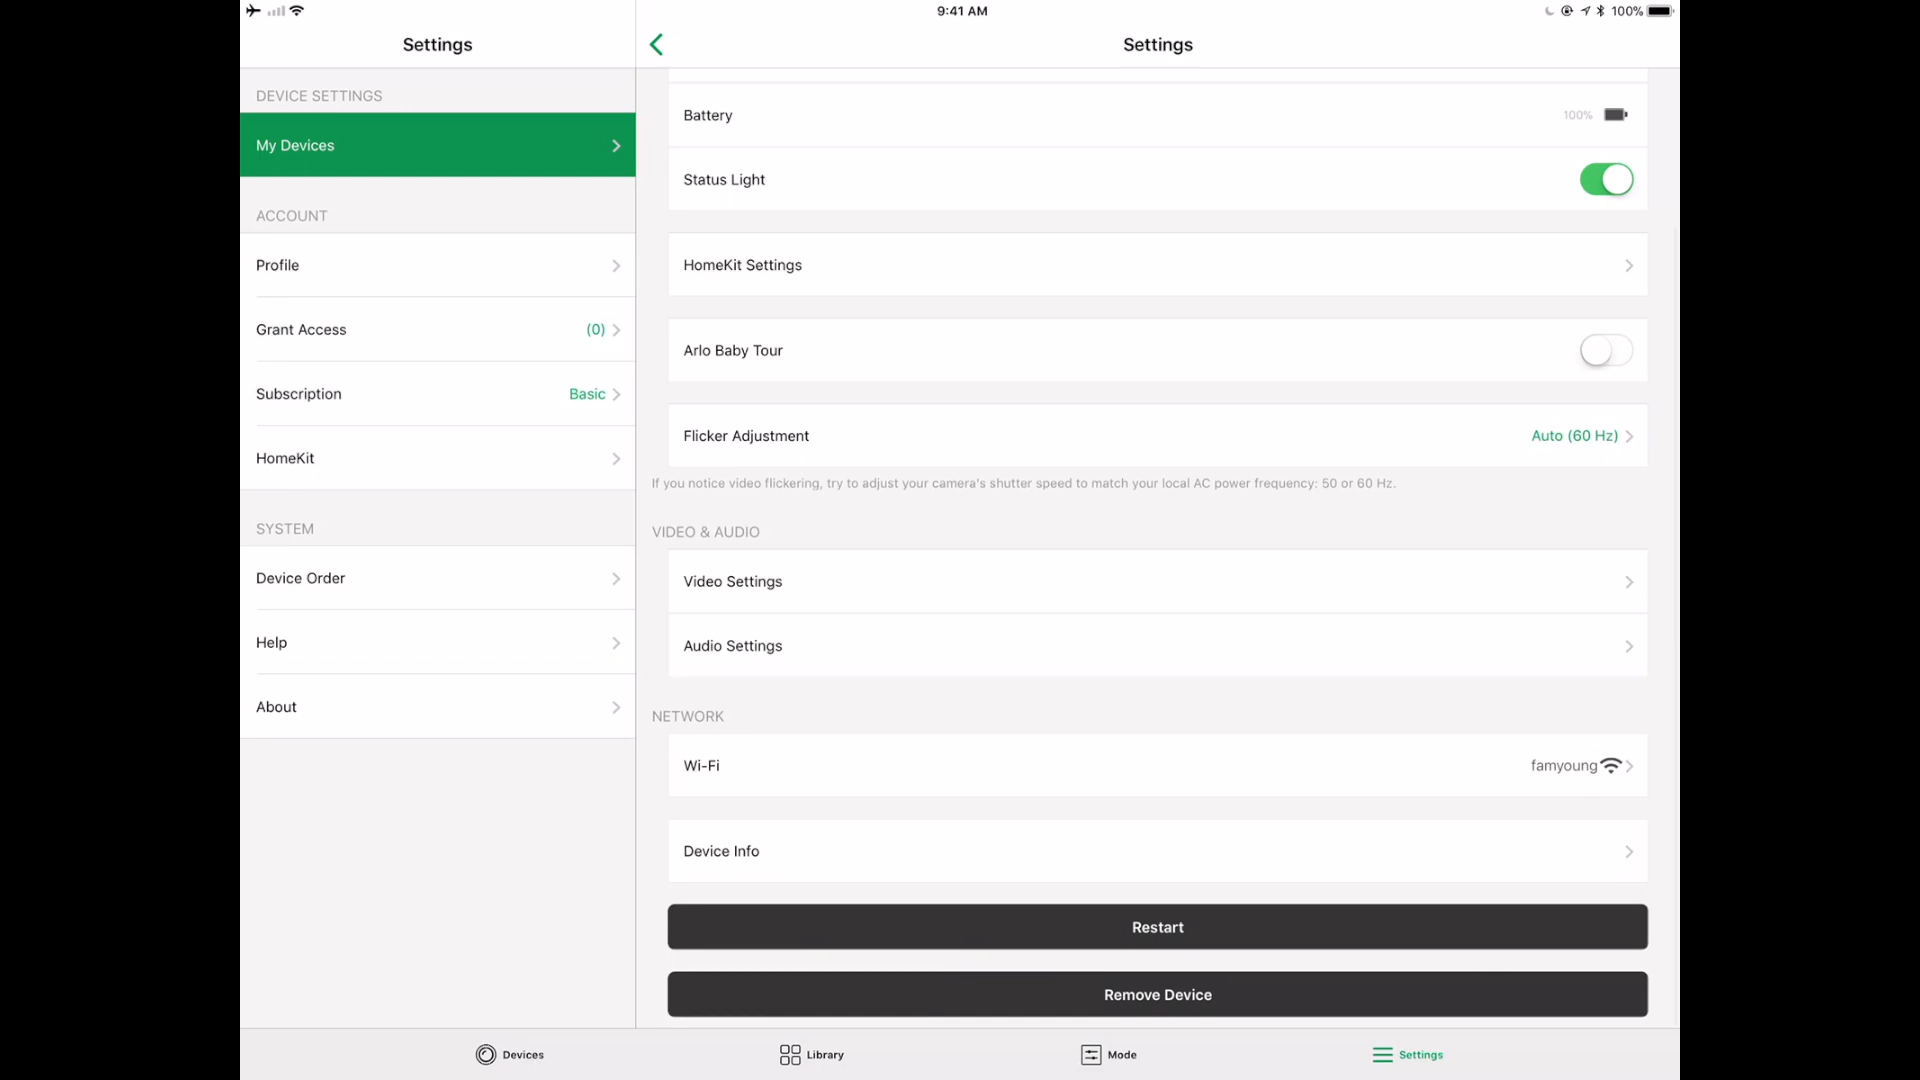 9:41 AM
100%
Settings
DEVICE SETTINGS
My Devices
ACCOUNT
Profile
Grant Access (0)
Subscription Basic
HomeKit
SYSTEM
Device Order
Help
About
Settings
Battery 100%
Status Light
HomeKit Settings
Arlo Baby Tour
Flicker Adjustment Auto (60 Hz)
If you notice video flickering, try to adjust your camera's shutter speed to match your local AC power frequency: 50 or 60 Hz.
VIDEO & AUDIO
Video Settings
Audio Settings
NETWORK
Wi-Fi famyoung
Device Info
Restart
Remove Device
Devices Library Mode Settings